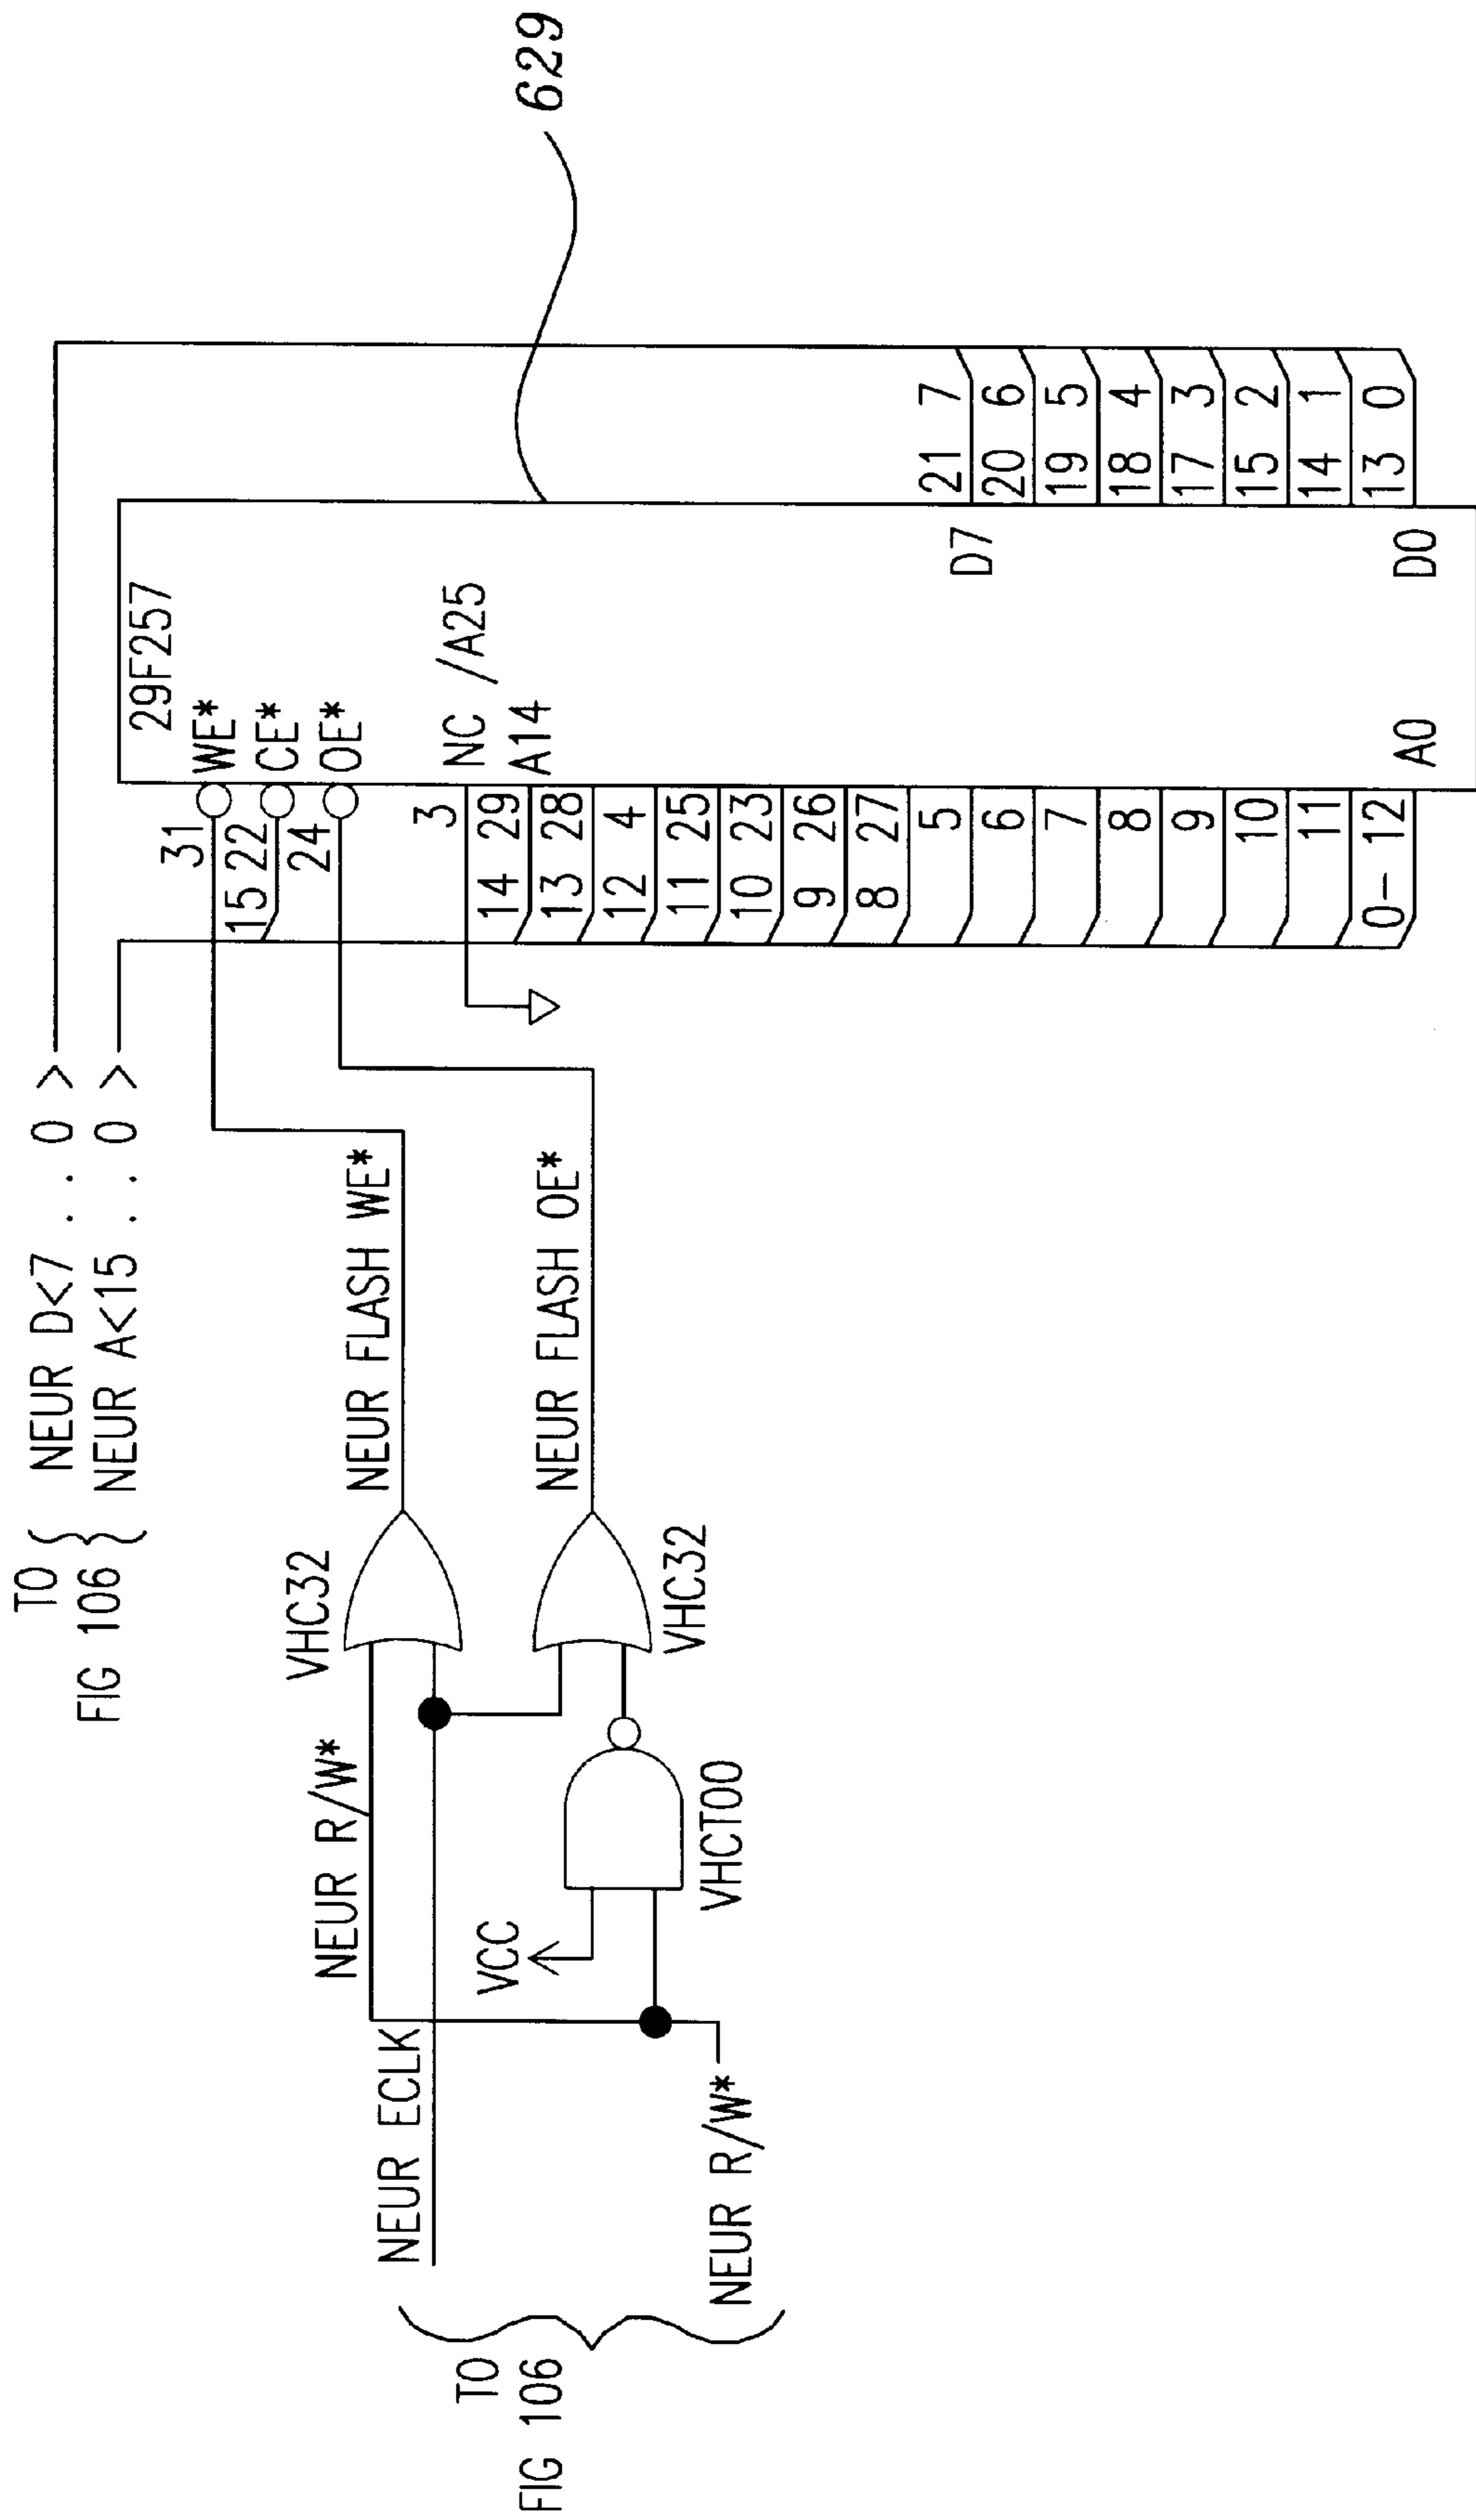 TO
FIG 106
NEUR D<7 . . 0 >
NEUR A<15 . . 0 >
629
29F257
31 WE*
15 22 CE*
24 OE*
3 NC /A25
14 29 A14
13 28
12 4
11 25
10 23
9 26
8 27
5
6
7
8
9
10
11
0- 12 A0
D7 21 7
20 6
19 5
18 4
17 3
15 2
14 1
D0 13 0
NEUR FLASH WE*
NEUR FLASH OE*
VHC32
VHC32
NEUR R/W*
NEUR ECLK
VCC
VHCT00
NEUR R/W*
TO
FIG 106